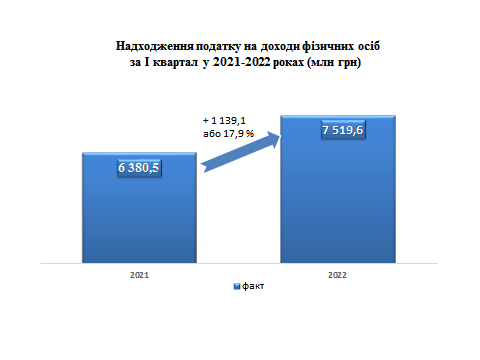 Надходження податку на доходи фізичних осіб
за І квартал у 2021-2022 роках (млн грн)
+ 1 139,1
або 17,9 %
7 519,6
6 380,5
2021
2022
факт